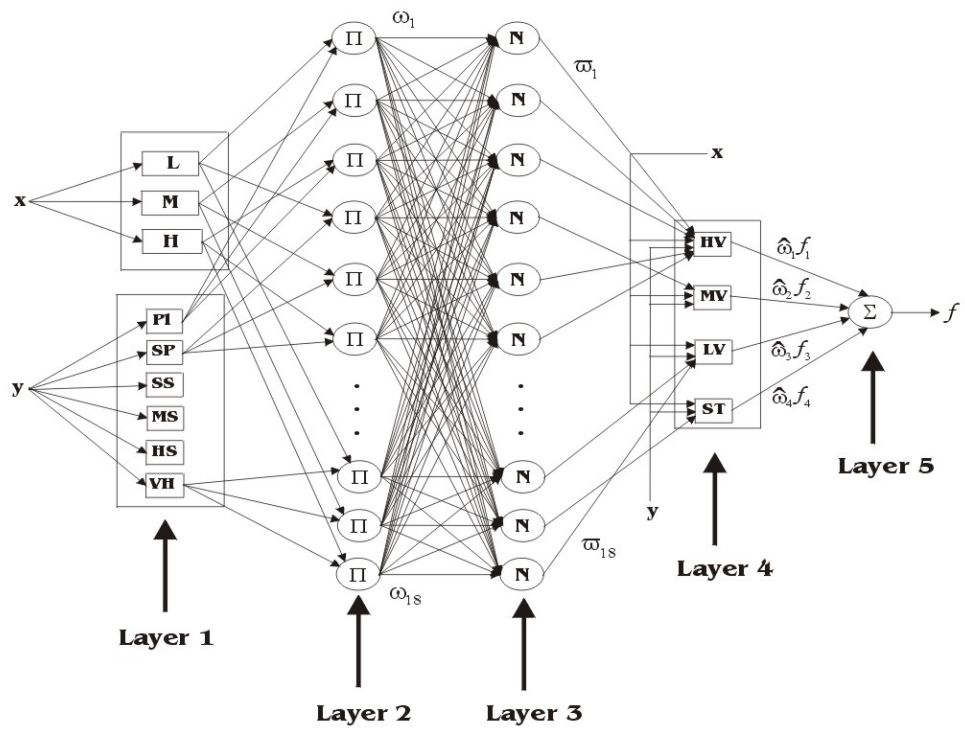 ω₁
Π N
ϖ₁
Π N
x
L Π N
x M
H Π N
HV ω̂₁f₁
Π N
MV ω̂₂f₂
P1
Π N
Σ f
SP
LV ω̂₃f₃
y SS
MS
ST ω̂₄f₄
HS
VH Π N
Layer 5
y
Π N
ϖ₁₈
Layer 4
Π N
ω₁₈
Layer 1
Layer 2 Layer 3